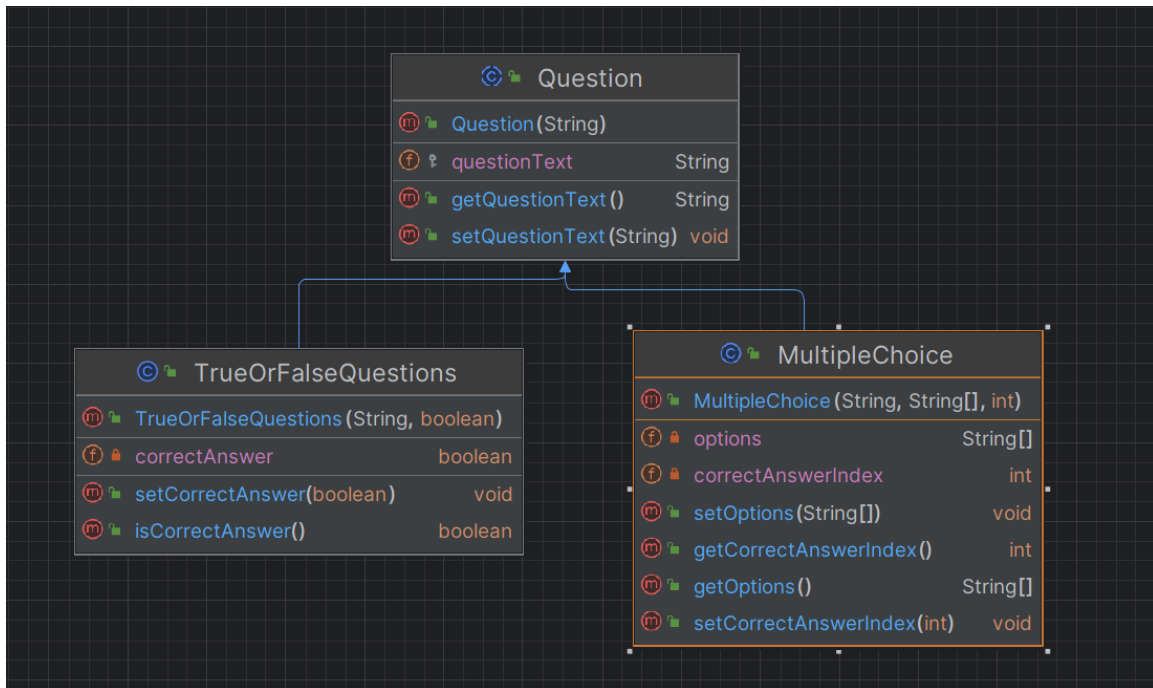 Question
Question(String)
questionText String
getQuestionText() String
setQuestionText(String) void
TrueOrFalseQuestions
TrueOrFalseQuestions(String, boolean)
correctAnswer boolean
setCorrectAnswer(boolean) void
isCorrectAnswer() boolean
MultipleChoice
MultipleChoice(String, String[], int)
options String[]
correctAnswerIndex int
setOptions(String[]) void
getCorrectAnswerIndex() int
getOptions() String[]
setCorrectAnswerIndex(int) void